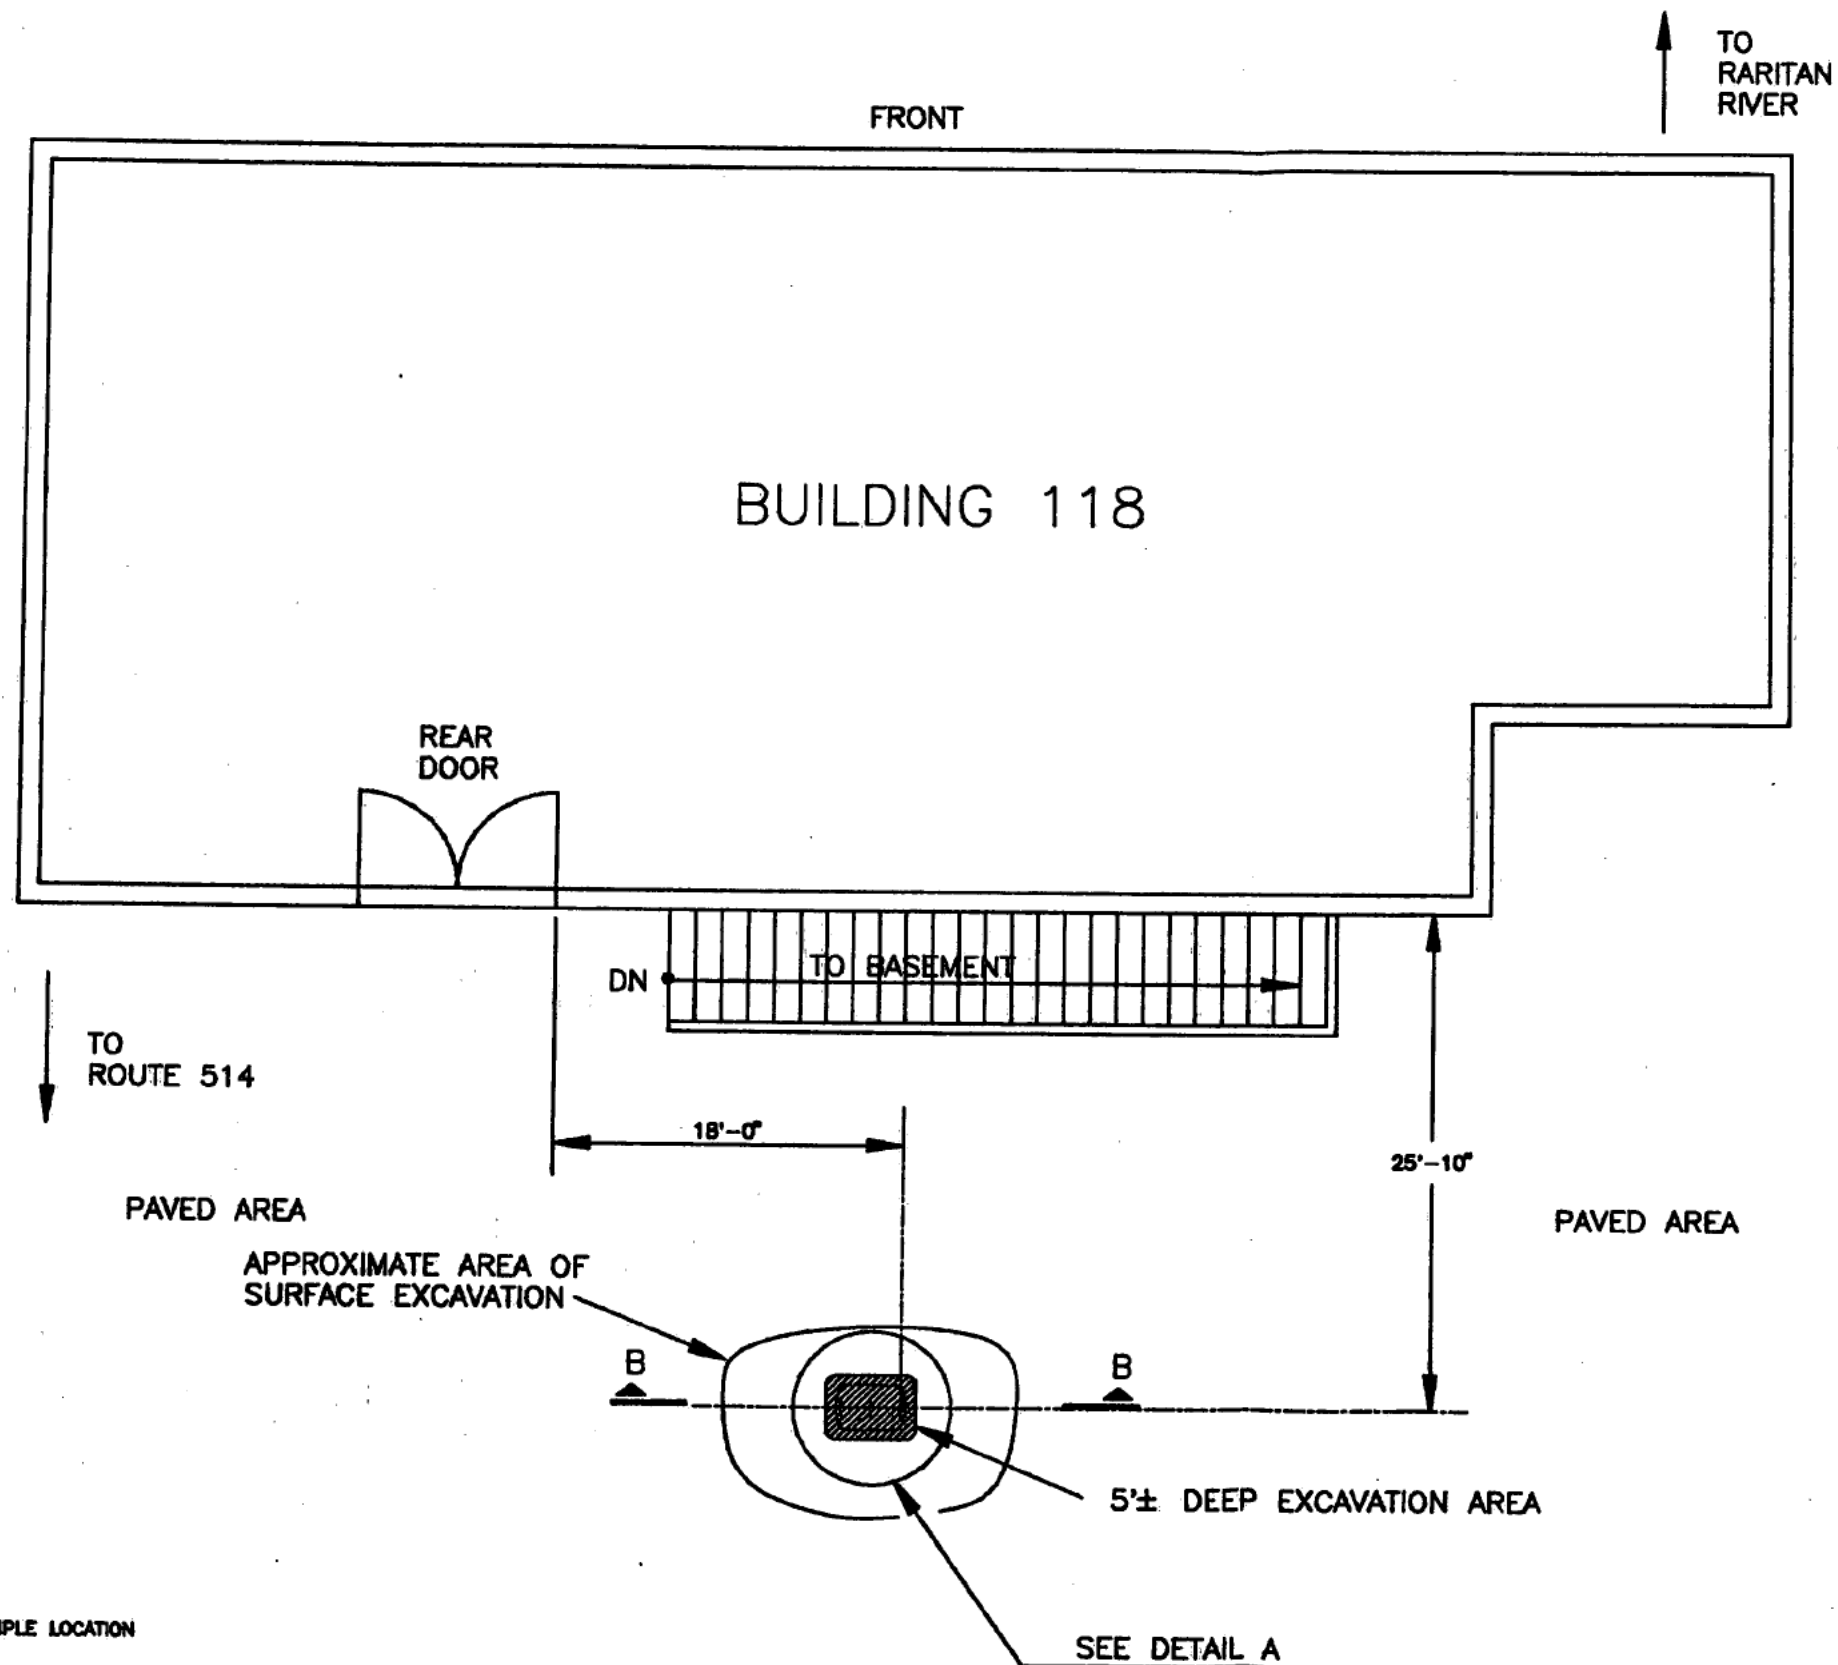 TO
RARITAN
RIVER
FRONT
BUILDING 118
REAR
DOOR
DN
TO BASEMENT
TO
ROUTE 514
18'-0"
25'-10"
PAVED AREA
PAVED AREA
APPROXIMATE AREA OF
SURFACE EXCAVATION
B
B
5'± DEEP EXCAVATION AREA
LOCATION
SEE DETAIL A